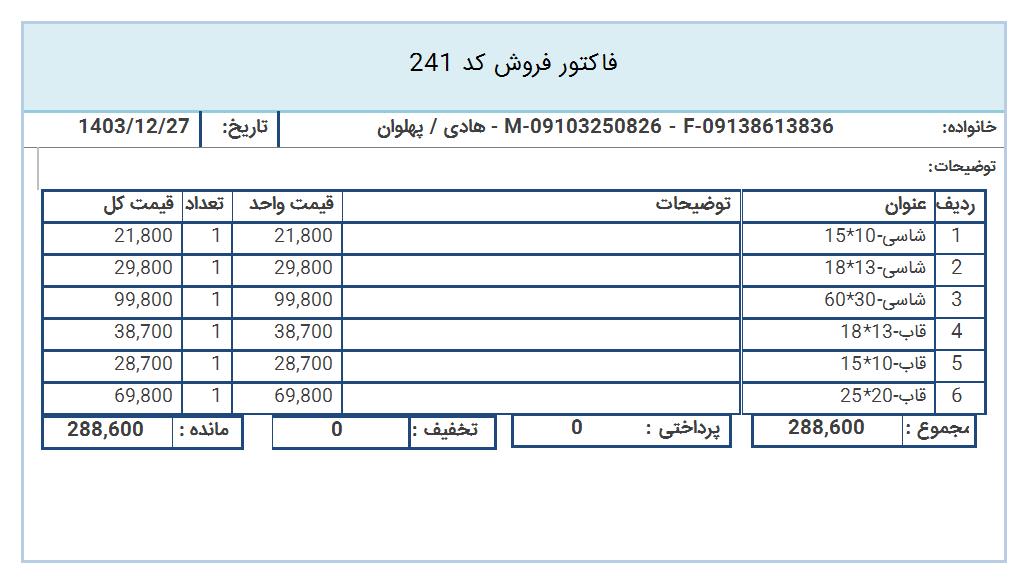 فاکتور فروش کد 241
خانواده: هادی / پهلوان - M-09103250826 - F-09138613836 تاریخ: 1403/12/27
توضیحات:
ردیف عنوان توضیحات قیمت واحد تعداد قیمت کل
1 شاسی-10*15 21,800 1 21,800
2 شاسی-13*18 29,800 1 29,800
3 شاسی-30*60 99,800 1 99,800
4 قاب-13*18 38,700 1 38,700
5 قاب-10*15 28,700 1 28,700
6 قاب-20*25 69,800 1 69,800
مجموع : 288,600 پرداختی : 0 تخفیف : 0 مانده : 288,600